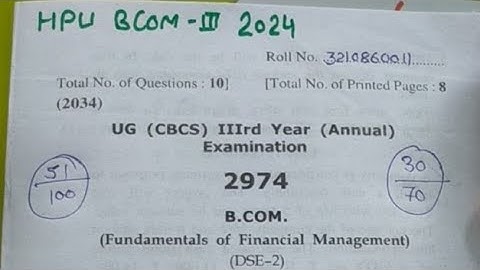 HPU BCOM -III 2024
Roll No. 3210860011.........
Total No. of Questions : 10] [Total No. of Printed Pages : 8
(2034)
UG (CBCS) IIIrd Year (Annual)
Examination
51
100
2974
30
70
B.COM.
(Fundamentals of Financial Management)
(DSE-2)